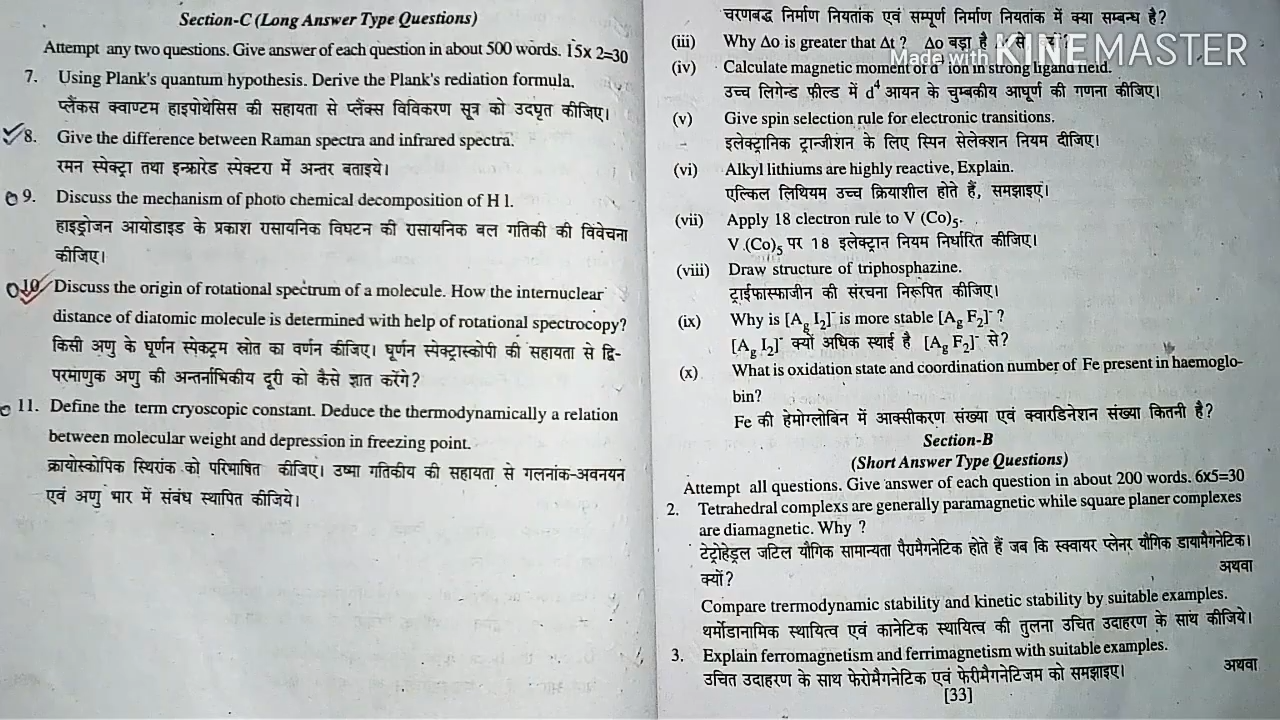 Section-C (Long Answer Type Questions)
Attempt any two questions. Give answer of each question in about 500 words. 15x 2=30
7. Using Plank's quantum hypothesis. Derive the Plank's rediation formula.
प्लैंकस क्वाण्टम हाइपोथेसिस की सहायता से प्लैंक्स विविकरण सूत्र को उदघृत कीजिए।
8. Give the difference between Raman spectra and infrared spectra.
रमन स्पेक्ट्रा तथा इन्फ्रारेड स्पेक्टरा में अन्तर बताइये।
9. Discuss the mechanism of photo chemical decomposition of H l.
हाइड्रोजन आयोडाइड के प्रकाश रासायनिक विघटन की रासायनिक बल गतिकी की विवेचना
कीजिए।
10. Discuss the origin of rotational spectrum of a molecule. How the internuclear
distance of diatomic molecule is determined with help of rotational spectrocopy?
किसी अणु के घूर्णन स्पेकट्रम स्रोत का वर्णन कीजिए। घूर्णन स्पेक्ट्रास्कोपी की सहायता से द्वि-
परमाणुक अणु की अन्तर्नाभिकीय दूरी को कैसे ज्ञात करेंगे?
11. Define the term cryoscopic constant. Deduce the thermodynamically a relation
between molecular weight and depression in freezing point.
क्रायोस्कोपिक स्थिरांक को परिभाषित कीजिए। उष्मा गतिकीय की सहायता से गलनांक-अवनयन
एवं अणु भार में संबंध स्थापित कीजिये।
चरणबद्ध निर्माण नियतांक एवं सम्पूर्ण निर्माण नियतांक में क्या सम्बन्ध है?
(iii) Why Δo is greater that Δt ? Δo बड़ा है
Made with KINEMASTER
(iv) Calculate magnetic moment of d⁴ ion in strong ligand field.
उच्च लिगेन्ड फ़ील्ड में d⁴ आयन के चुम्बकीय आघूर्ण की गणना कीजिए।
(v) Give spin selection rule for electronic transitions.
इलेक्ट्रानिक ट्रान्जीशन के लिए स्पिन सेलेक्शन नियम दीजिए।
(vi) Alkyl lithiums are highly reactive, Explain.
एल्किल लिथियम उच्च क्रियाशील होते हैं, समझाइए।
(vii) Apply 18 clectron rule to V (Co)₅.
V (Co)₅ पर 18 इलेक्ट्रान नियम निर्धारित कीजिए।
(viii) Draw structure of triphosphazine.
ट्राईफास्फाजीन की संरचना निरूपित कीजिए।
(ix) Why is [Ag I₂]⁻ is more stable [Ag F₂]⁻ ?
[Ag I₂]⁻ क्यों अधिक स्थाई है [Ag F₂]⁻ से?
(x) What is oxidation state and coordination number of Fe present in haemoglo-
bin?
Fe की हेमोग्लोबिन में आक्सीकरण संख्या एवं क्वारडिनेशन संख्या कितनी है?
Section-B
(Short Answer Type Questions)
Attempt all questions. Give answer of each question in about 200 words. 6x5=30
2. Tetrahedral complexs are generally paramagnetic while square planer complexes
are diamagnetic. Why ?
टेट्रोहेड्रल जटिल यौगिक सामान्यता पैरामैगनेटिक होते हैं जब कि स्क्वायर प्लेनर यौगिक डायामैगनेटिक।
क्यों? अथवा
Compare trermodynamic stability and kinetic stability by suitable examples.
थर्मोडानामिक स्थायित्व एवं कानेटिक स्थायित्व की तुलना उचित उदाहरण के साथ कीजिये।
3. Explain ferromagnetism and ferrimagnetism with suitable examples.
उचित उदाहरण के साथ फेरोमैगनेटिक एवं फेरीमैगनेटिजम को समझाइए। अथवा
[33]